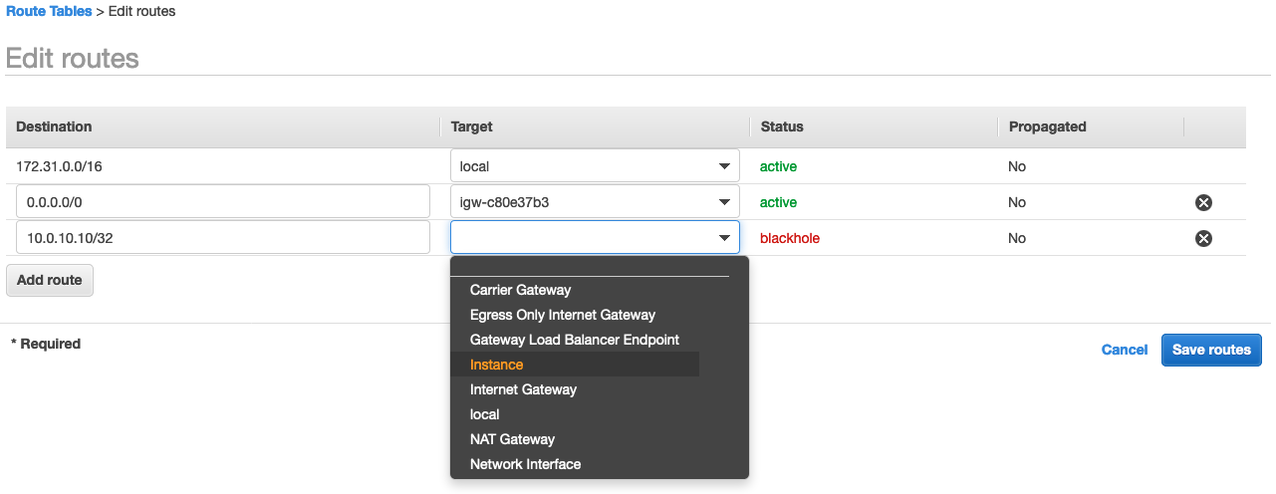 Route Tables > Edit routes
Edit routes
Destination Target Status Propagated
172.31.0.0/16 local active No
0.0.0.0/0 igw-c80e37b3 active No
10.0.10.10/32 blackhole No
Add route
Carrier Gateway
Egress Only Internet Gateway
Gateway Load Balancer Endpoint
Instance
Internet Gateway
local
NAT Gateway
Network Interface
* Required
Cancel Save routes